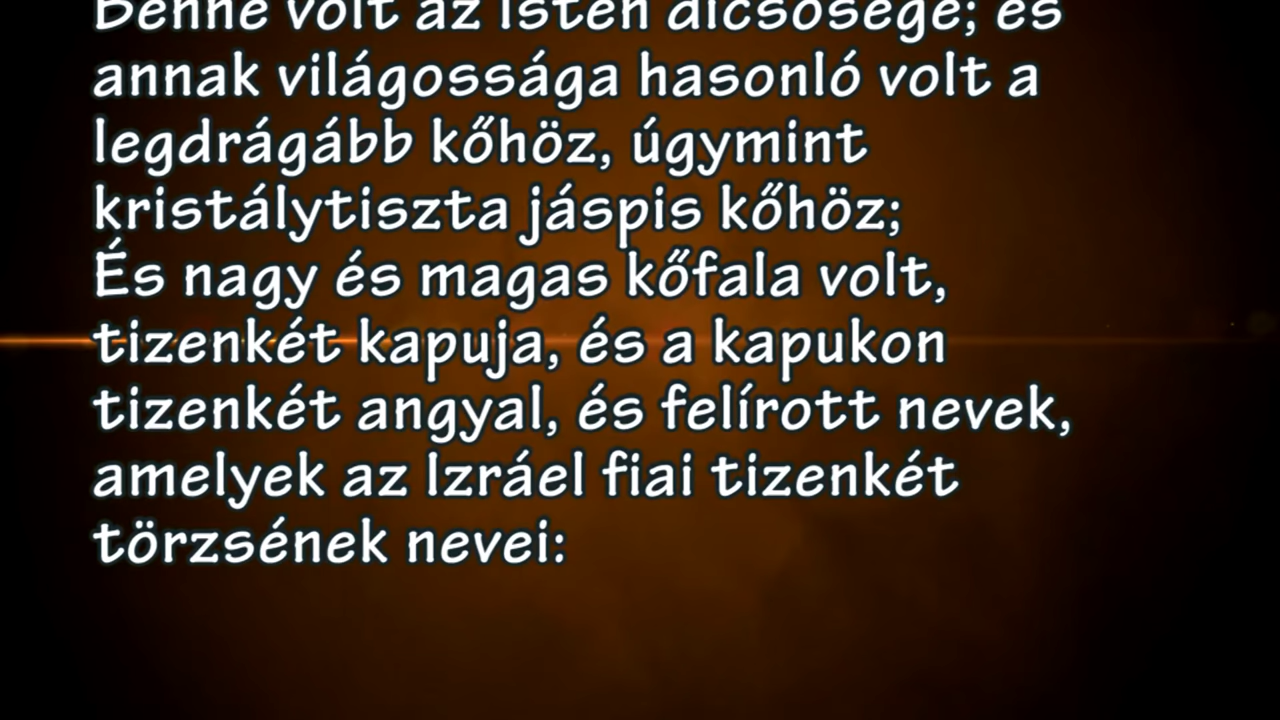 Benne volt az Isten dicsősége; és
annak világossága hasonló volt a
legdrágább kőhöz, úgymint
kristálytiszta jáspis kőhöz;
És nagy és magas kőfala volt,
tizenkét kapuja, és a kapukon
tizenkét angyal, és felírott nevek,
amelyek az Izráel fiai tizenkét
törzsének nevei: